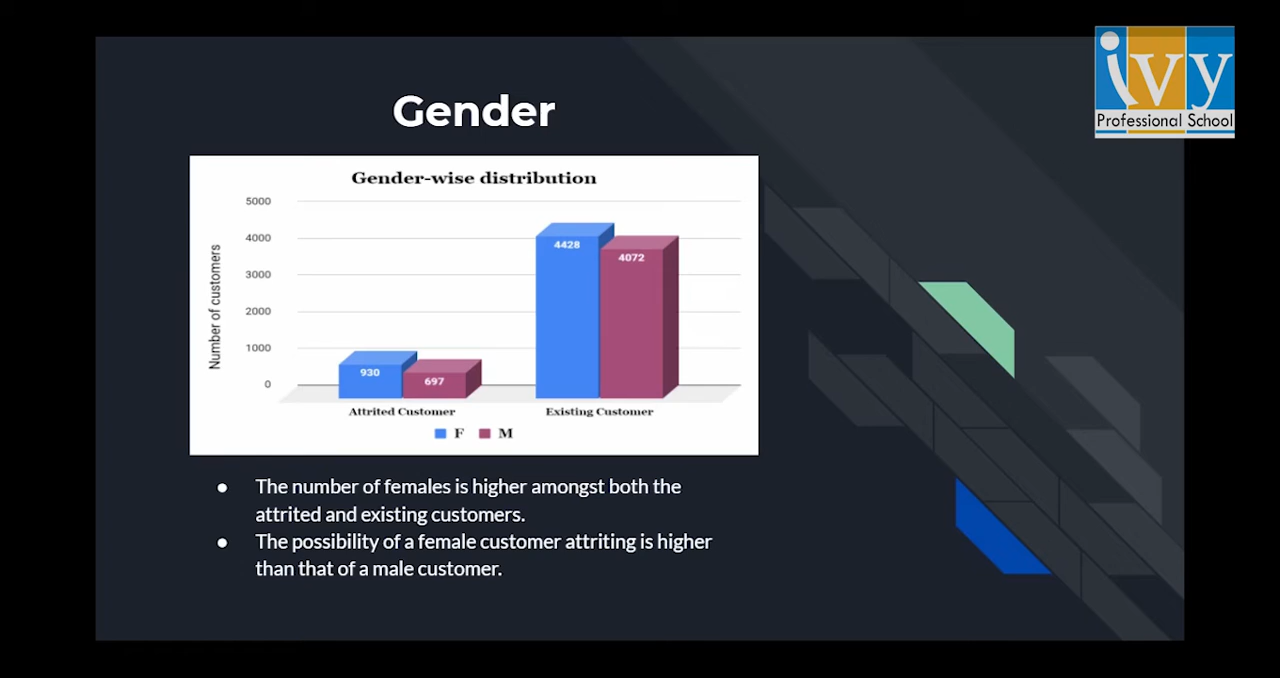 ivy
Professional School
Gender
Gender-wise distribution
Number of customers
5000
4000
3000
2000
1000
0
930
697
4428
4072
Attrited Customer
Existing Customer
F M
● The number of females is higher amongst both the
attrited and existing customers.
● The possibility of a female customer attriting is higher
than that of a male customer.